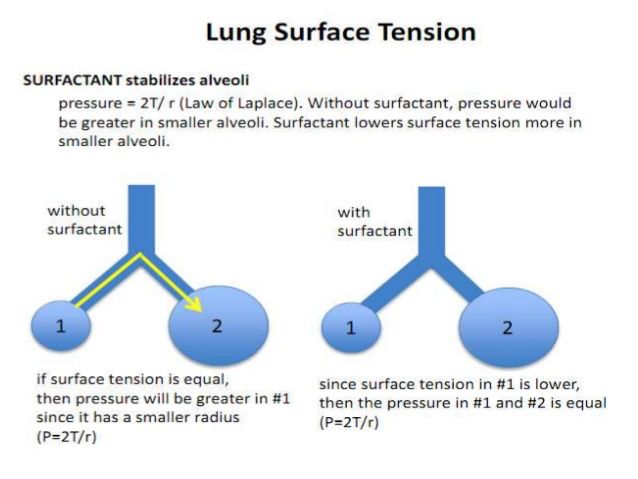 Lung Surface Tension
SURFACTANT stabilizes alveoli
pressure = 2T/ r (Law of Laplace). Without surfactant, pressure would
be greater in smaller alveoli. Surfactant lowers surface tension more in
smaller alveoli.
without
surfactant
1
2
if surface tension is equal,
then pressure will be greater in #1
since it has a smaller radius
(P=2T/r)
with
surfactant
1
2
since surface tension in #1 is lower,
then the pressure in #1 and #2 is equal
(P=2T/r)